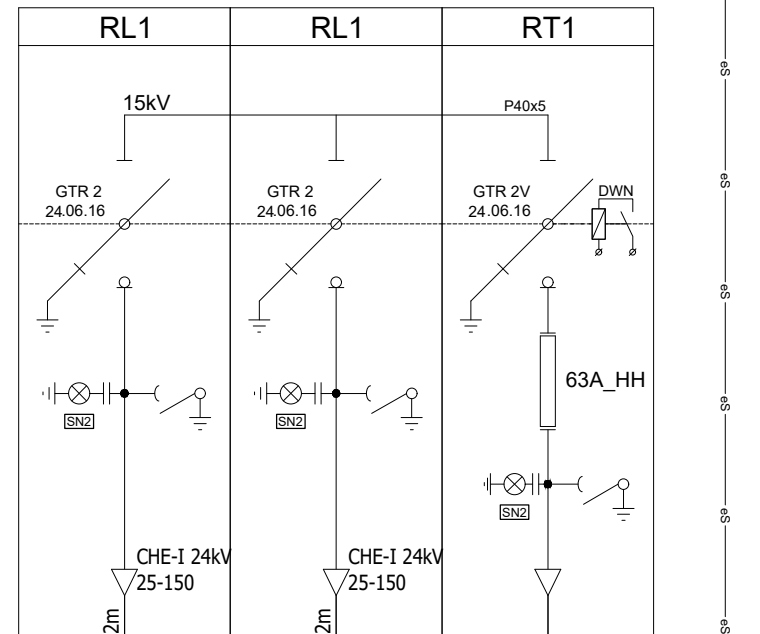 RL1
RL1
RT1
15kV
P40x5
GTR 2
24.06.16
GTR 2
24.06.16
GTR 2V
24.06.16
DWN
63A_HH
SN2
SN2
SN2
CHE-I 24kV
25-150
CHE-I 24kV
25-150
2m
2m
eS
eS
eS
eS
eS
eS